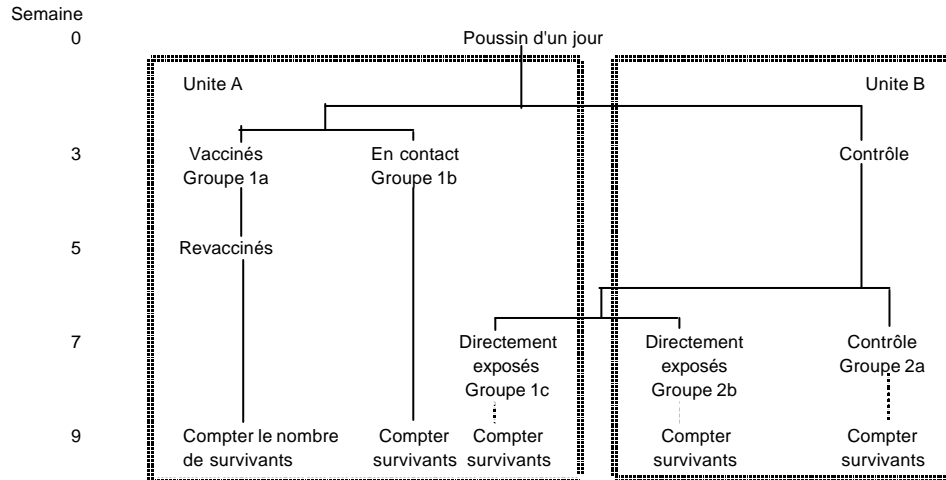 Semaine
0 Poussin d'un jour
Unite A Unite B
3 Vaccinés En contact Contrôle
Groupe 1a Groupe 1b
5 Revaccinés
7 Directement Directement Contrôle
exposés exposés Groupe 2a
Groupe 1c Groupe 2b
9 Compter le nombre Compter Compter Compter Compter
de survivants survivants survivants survivants survivants